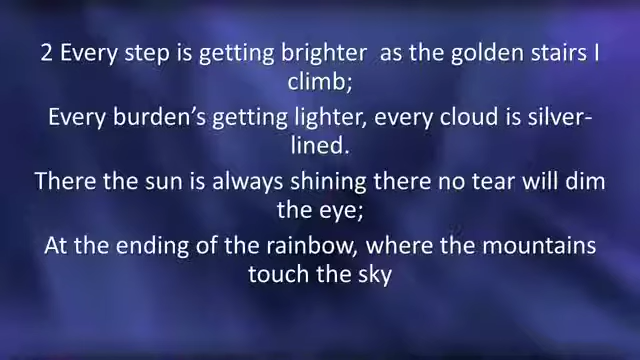 2 Every step is getting brighter  as the golden stairs I
climb;
Every burden’s getting lighter, every cloud is silver-
lined.
There the sun is always shining there no tear will dim
the eye;
At the ending of the rainbow, where the mountains
touch the sky